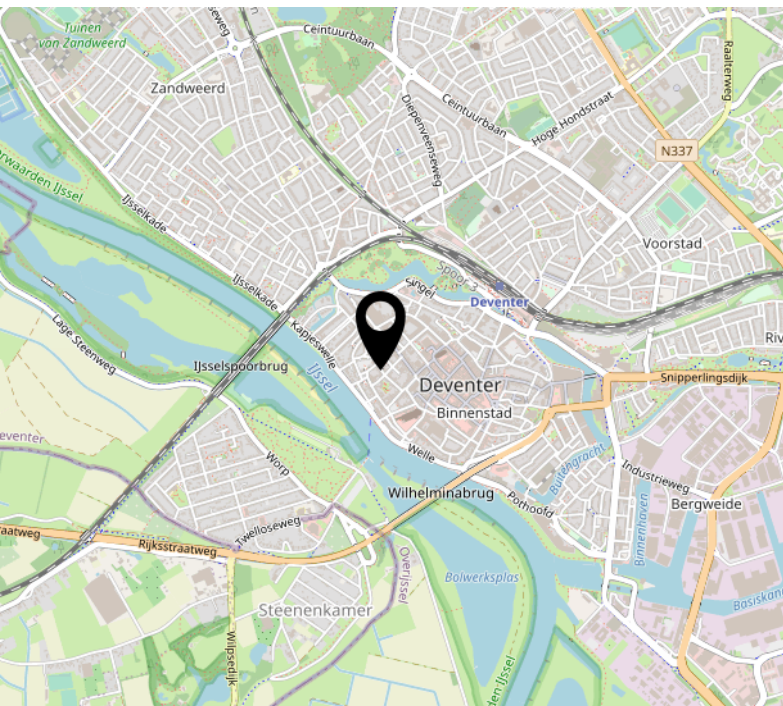 Tuinen
van Zandweerd
Ceintuurbaan
Raalterweg
Zandweerd
Diepenveenseweg
Ceintuurbaan
Hoge Hondstraat
N337
IJssel
IJsselkade
Voorstad
Spoor 3
IJsselkade
Singel
Deventer
Kapjeswelle
Lage Steenweg
IJsselspoorbrug
IJssel
Deventer
Snipperlingsdijk
Binnenstad
Worp
Welle
Buitengracht
Industrieweg
Wilhelminabrug
Pothoofd
Bergweide
Binnenhaven
Twelloseweg
Rijksstraatweg
Overijssel
Bolwerksplas
Steenenkamer
Wilpsedijk